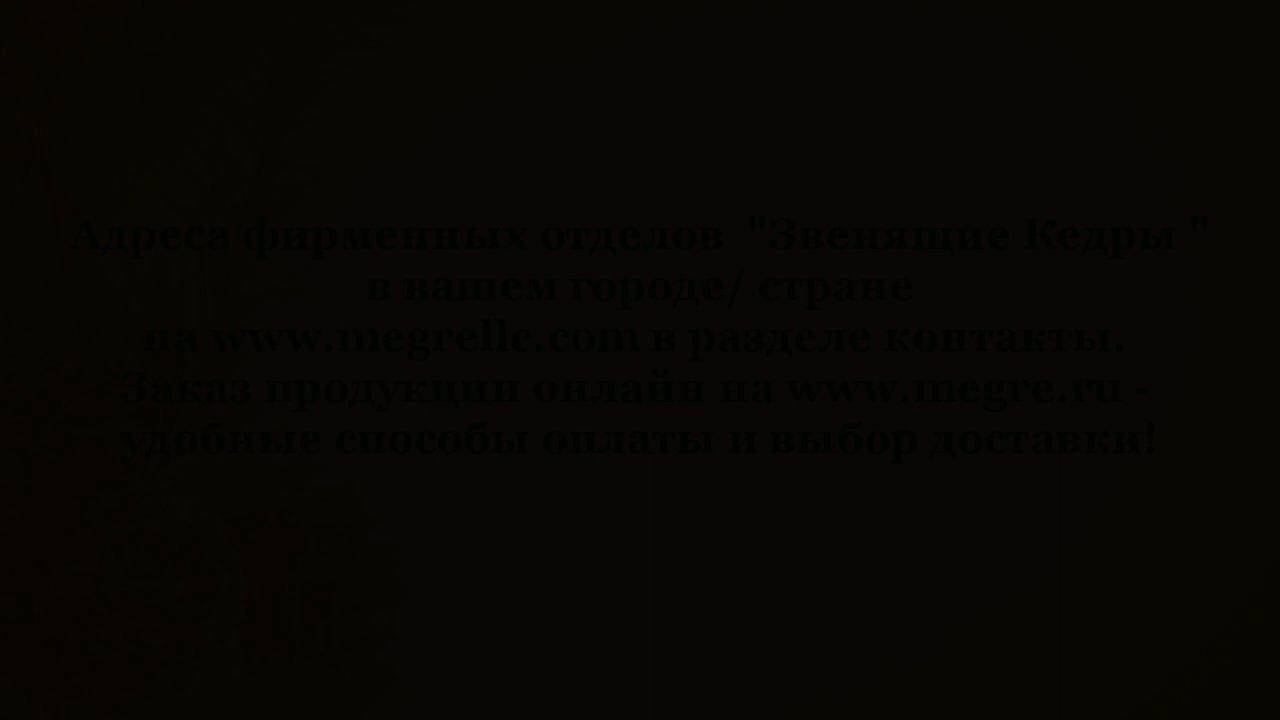 Адреса фирменных отделов "Звенящие Кедры "
в вашем городе/ стране
на www.megrellc.com в разделе контакты.
Заказ продукции онлайн на www.megre.ru -
удобные способы оплаты и выбор доставки!